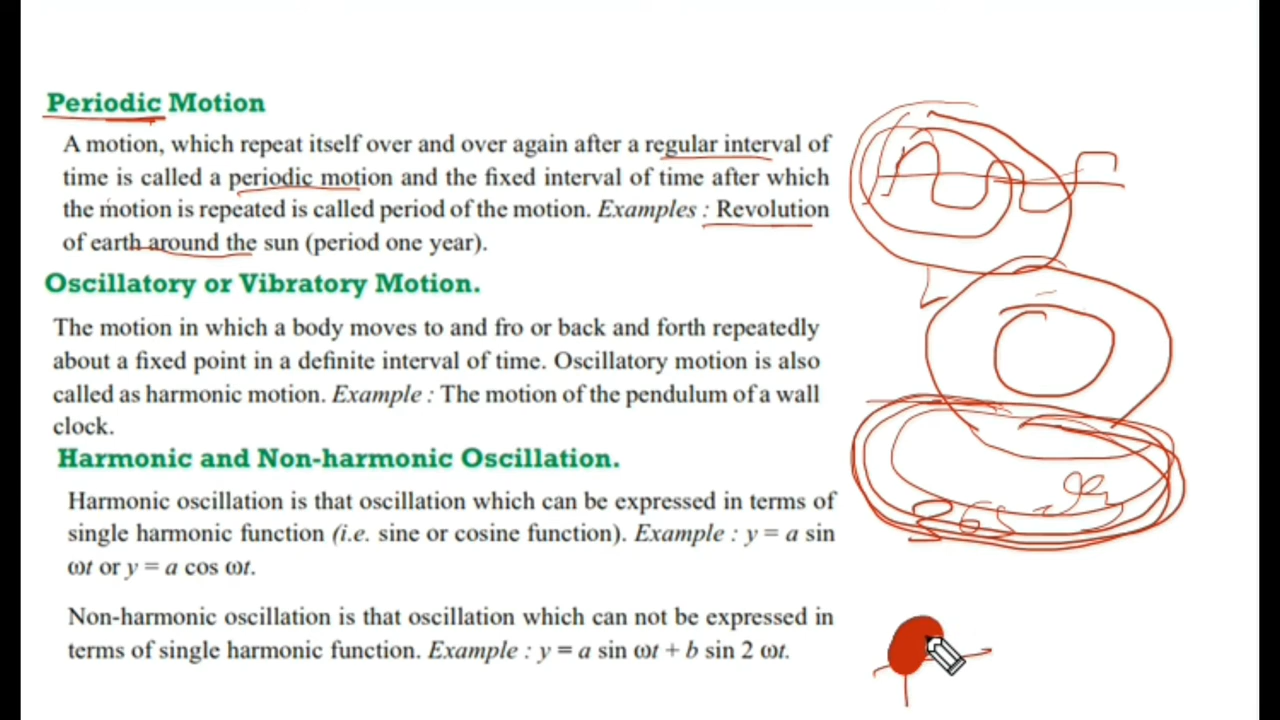 Periodic Motion
A motion, which repeat itself over and over again after a regular interval of
time is called a periodic motion and the fixed interval of time after which
the motion is repeated is called period of the motion. Examples : Revolution
of earth around the sun (period one year).
Oscillatory or Vibratory Motion.
The motion in which a body moves to and fro or back and forth repeatedly
about a fixed point in a definite interval of time. Oscillatory motion is also
called as harmonic motion. Example : The motion of the pendulum of a wall
clock.
Harmonic and Non-harmonic Oscillation.
Harmonic oscillation is that oscillation which can be expressed in terms of
single harmonic function (i.e. sine or cosine function). Example : y = a sin
ωt or y = a cos ωt.
Non-harmonic oscillation is that oscillation which can not be expressed in
terms of single harmonic function. Example : y = a sin ωt + b sin 2 ωt.
365